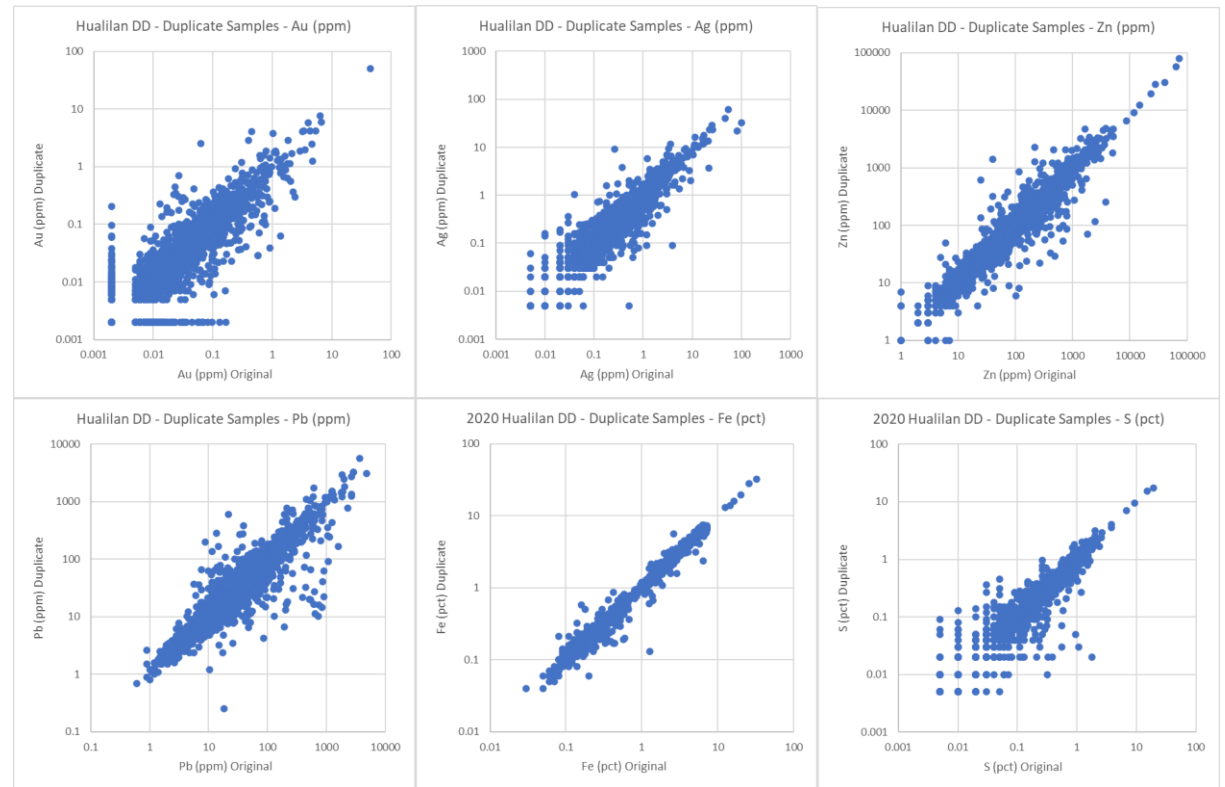 Hualilan DD - Duplicate Samples - Au (ppm)
Au (ppm) Duplicate
100
10
1
0.1
0.01
0.001
0.001 0.01 0.1 1 10 100
Au (ppm) Original
Hualilan DD - Duplicate Samples - Ag (ppm)
Ag (ppm) Duplicate
1000
100
10
1
0.1
0.01
0.001
0.001 0.01 0.1 1 10 100 1000
Ag (ppm) Original
Hualilan DD - Duplicate Samples - Zn (ppm)
Zn (ppm) Duplicate
100000
10000
1000
100
10
1
1 10 100 1000 10000 100000
Zn (ppm) Original
Hualilan DD - Duplicate Samples - Pb (ppm)
Pb (ppm) Duplicate
10000
1000
100
10
1
0.1
0.1 1 10 100 1000 10000
Pb (ppm) Original
2020 Hualilan DD - Duplicate Samples - Fe (pct)
Fe (pct) Duplicate
100
10
1
0.1
0.01
0.01 0.1 1 10 100
Fe (pct) Original
2020 Hualilan DD - Duplicate Samples - S (pct)
S (pct) Duplicate
100
10
1
0.1
0.01
0.001
0.001 0.01 0.1 1 10 100
S (pct) Original